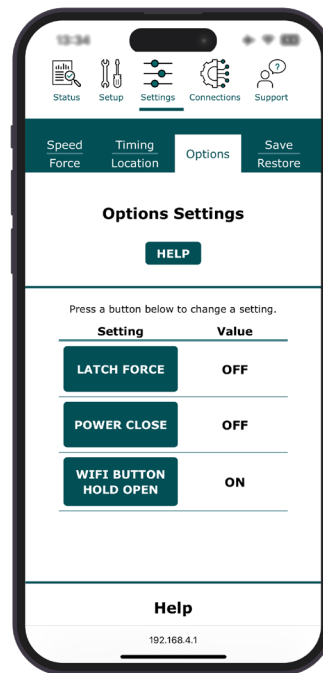 13:34
Status Setup Settings Connections Support
Speed Timing Options Save
Force Location Restore
Options Settings
HELP
Press a button below to change a setting.
Setting Value
LATCH FORCE OFF
POWER CLOSE OFF
WIFI BUTTON
HOLD OPEN ON
Help
192.168.4.1